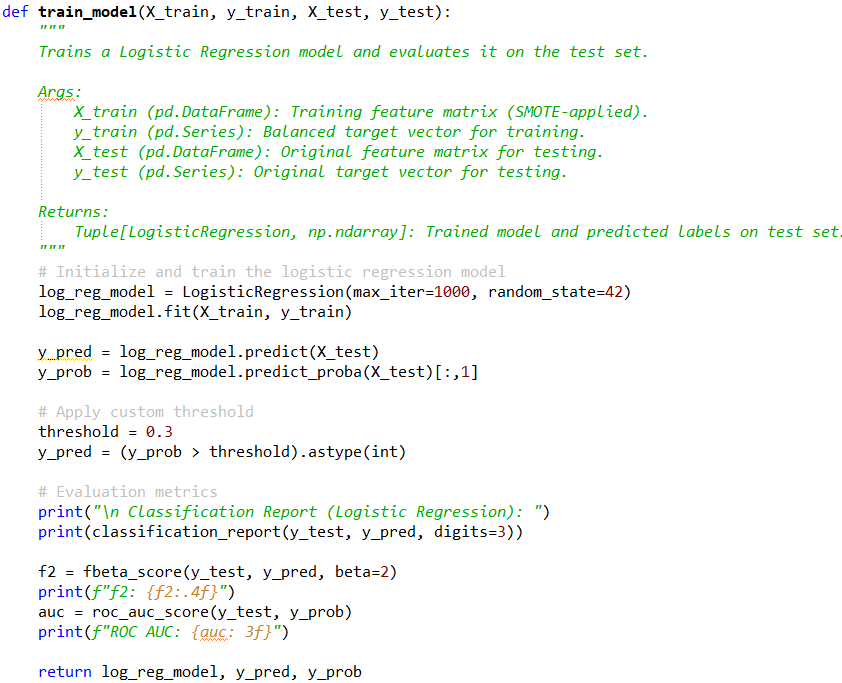 def train_model(X_train, y_train, X_test, y_test):
    """
    Trains a Logistic Regression model and evaluates it on the test set.

    Args:
        X_train (pd.DataFrame): Training feature matrix (SMOTE-applied).
        y_train (pd.Series): Balanced target vector for training.
        X_test (pd.DataFrame): Original feature matrix for testing.
        y_test (pd.Series): Original target vector for testing.

    Returns:
        Tuple[LogisticRegression, np.ndarray]: Trained model and predicted labels on test set.
    """
    # Initialize and train the logistic regression model
    log_reg_model = LogisticRegression(max_iter=1000, random_state=42)
    log_reg_model.fit(X_train, y_train)

    y_pred = log_reg_model.predict(X_test)
    y_prob = log_reg_model.predict_proba(X_test)[:,1]

    # Apply custom threshold
    threshold = 0.3
    y_pred = (y_prob > threshold).astype(int)

    # Evaluation metrics
    print("\n Classification Report (Logistic Regression): ")
    print(classification_report(y_test, y_pred, digits=3))

    f2 = fbeta_score(y_test, y_pred, beta=2)
    print(f"f2: {f2:.4f}")
    auc = roc_auc_score(y_test, y_prob)
    print(f"ROC AUC: {auc: 3f}")

    return log_reg_model, y_pred, y_prob